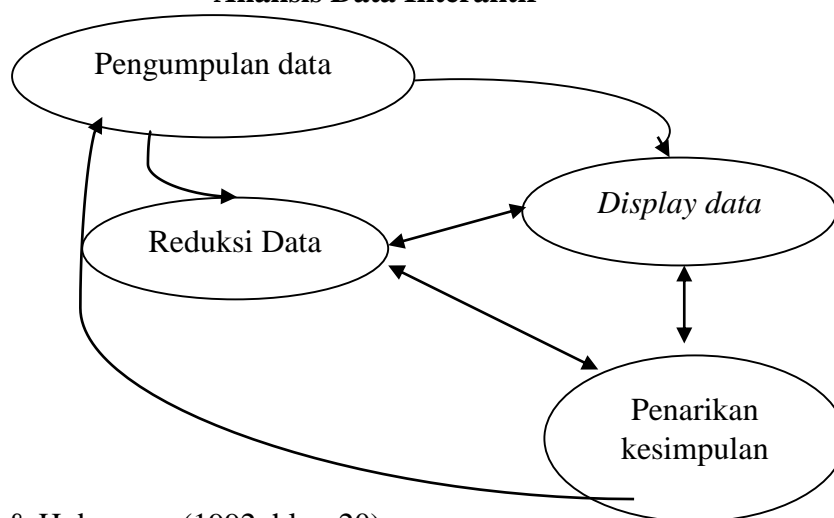 Pengumpulan data
Display data
Reduksi Data
Penarikan
kesimpulan